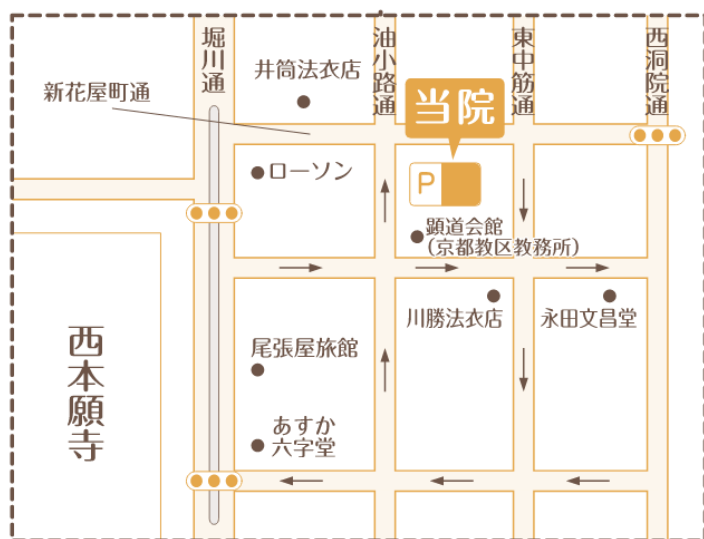 堀川通
油小路通
東中筋通
西洞院通
井筒法衣店
新花屋町通
当院
ローソン
P
顕道会館
(京都教区教務所)
川勝法衣店
永田文昌堂
西本願寺
尾張屋旅館
あすか
六字堂